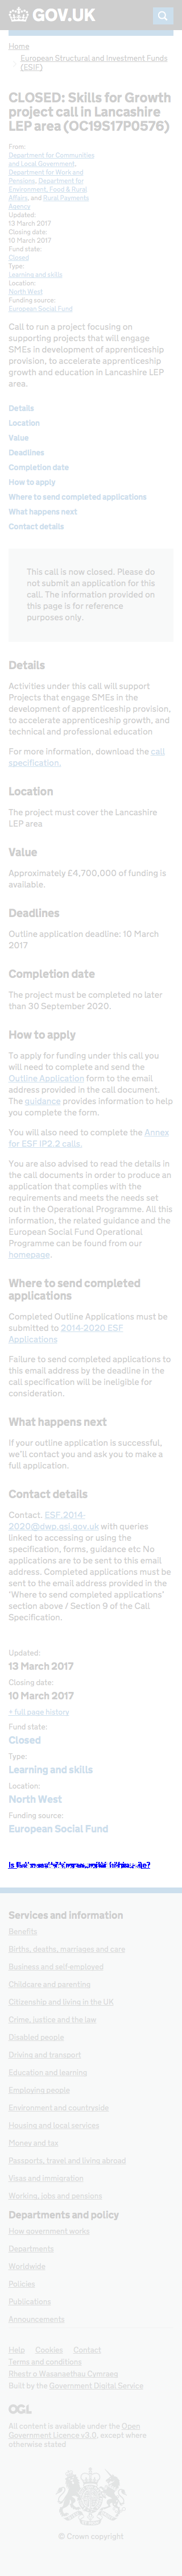 GOV.UK
Home
European Structural and Investment Funds
(ESIF)
CLOSED: Skills for Growth
project call in Lancashire
LEP area (OC19S17P0576)
From:
Department for Communities
and Local Government,
Department for Work and
Pensions, Department for
Environment, Food & Rural
Affairs, and Rural Payments
Agency
Updated:
13 March 2017
Closing date:
10 March 2017
Fund state:
Closed
Type:
Learning and skills
Location:
North West
Funding source:
European Social Fund
Call to run a project focusing on
supporting projects that will engage
SMEs in development of apprenticeship
provision, to accelerate apprenticeship
growth and education in Lancashire LEP
area.
Details
Location
Value
Deadlines
Completion date
How to apply
Where to send completed applications
What happens next
Contact details
This call is now closed. Please do
not submit an application for this
call. The information provided on
this page is for reference
purposes only.
Details
Activities under this call will support
Projects that engage SMEs in the
development of apprenticeship provision,
to accelerate apprenticeship growth, and
technical and professional education
For more information, download the call
specification.
Location
The project must cover the Lancashire
LEP area
Value
Approximately £4,700,000 of funding is
available.
Deadlines
Outline application deadline: 10 March
2017
Completion date
The project must be completed no later
than 30 September 2020.
How to apply
To apply for funding under this call you
will need to complete and send the
Outline Application form to the email
address provided in the call document.
The guidance provides information to help
you complete the form.
You will also need to complete the Annex
for ESF IP2.2 calls.
You are also advised to read the details in
the call documents in order to prepare
applications that comply with the
eligibility and minimum requirements and
meets the needs set
out in the Operational Programme. All this
information, guidance and guidance on the
European Social Fund Operational
Programme can be found from our
homepage.
Where to send completed
applications
Completed Outline Applications must be
submitted to 2014-2020 ESF
Applications
Failure to send completed applications to
this email address by the deadline in the
call specification will be ineligible for
consideration.
What happens next
If your outline application is successful,
we'll contact you and ask you to make a
full application.
Contact details
Contact, ESF.2014-
2020@dwp.gsi.gov.uk with queries
linked to accessing or using the
specification, forms, guidance etc No
applications are to be sent to this email
address. Completed applications must be
sent to the email address provided in the
'Where to send completed applications'
section above / Section 9 of the Call
Specification.
Updated:
13 March 2017
Closing date:
10 March 2017
+ full page history
Fund state:
Closed
Type:
Learning and skills
Location:
North West
Funding source:
European Social Fund
Services and information
Benefits
Births, deaths, marriages and care
Business and self-employed
Childcare and parenting
Citizenship and living in the UK
Crime, justice and the law
Disabled people
Driving and transport
Education and learning
Employing people
Environment and countryside
Housing and local services
Money and tax
Passports, travel and living abroad
Visas and immigration
Working, jobs and pensions
Departments and policy
How government works
Departments
Worldwide
Policies
Publications
Announcements
Help Cookies Contact
Terms and conditions
Rhestr o Wasanaethau Cymraeg
Built by the Government Digital Service
OGL
All content is available under the Open
Government Licence v3.0, except where
otherwise stated
© Crown copyright